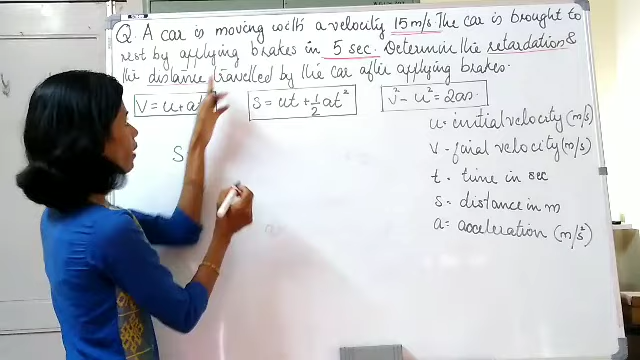 Q. A car is moving with a velocity 15 m/s. The car is brought to
rest by applying brakes in 5 sec. Determine the retardation &
the distance travelled by the car after applying brakes.
V = u + a
S = ut + 1/2 at²
v² - u² = 2as.
u = initial velocity (m/s)
v - final velocity (m/s)
t = time in sec
s = distance in m
a = acceleration (m/s²)
S